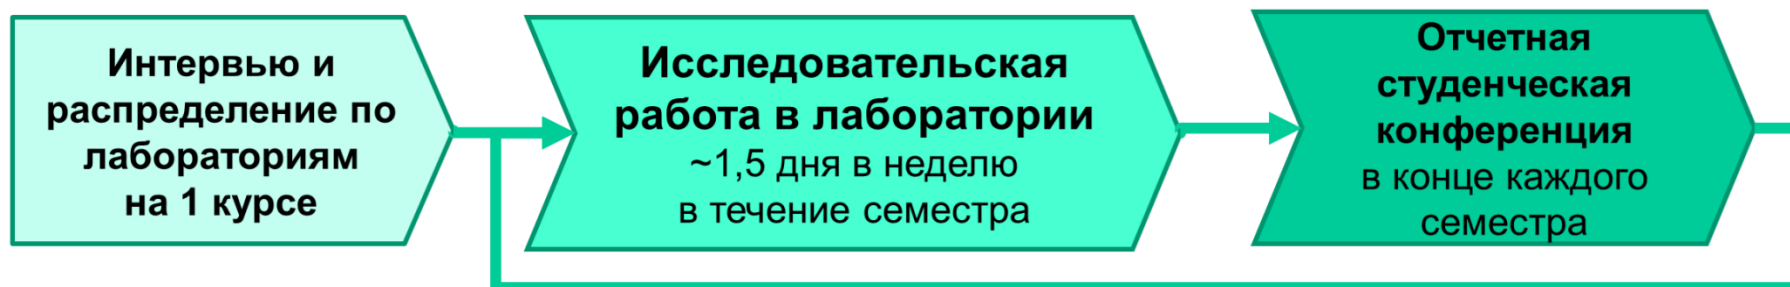 Интервью и
распределение по
лабораториям
на 1 курсе
Исследовательская
работа в лаборатории
~1,5 дня в неделю
в течение семестра
Отчетная
студенческая
конференция
в конце каждого
семестра